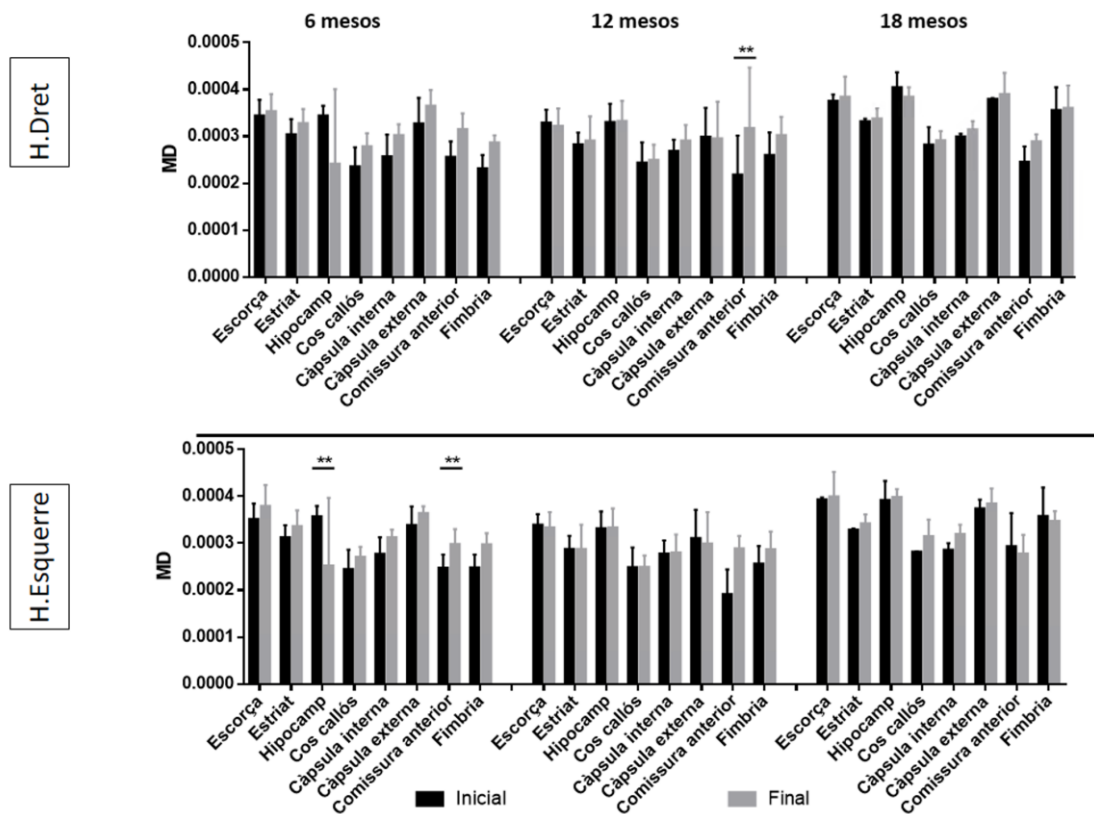 6 mesos 12 mesos 18 mesos
H.Dret
MD
0.0005
0.0004
0.0003
0.0002
0.0001
0.0000
**
Escorça
Estriat
Hipocamp
Cos callós
Càpsula interna
Càpsula externa
Comissura anterior
Fimbria
Escorça
Estriat
Hipocamp
Cos callós
Càpsula interna
Càpsula externa
Comissura anterior
Fimbria
Escorça
Estriat
Hipocamp
Cos callós
Càpsula interna
Càpsula externa
Comissura anterior
Fimbria
H.Esquerre
MD
0.0005
0.0004
0.0003
0.0002
0.0001
0.0000
** **
Escorça
Estriat
Hipocamp
Cos callós
Càpsula interna
Càpsula externa
Comissura anterior
Fimbria
Escorça
Estriat
Hipocamp
Cos callós
Càpsula interna
Càpsula externa
Comissura anterior
Fimbria
Escorça
Estriat
Hipocamp
Cos callós
Càpsula interna
Càpsula externa
Comissura anterior
Fimbria
Inicial Final